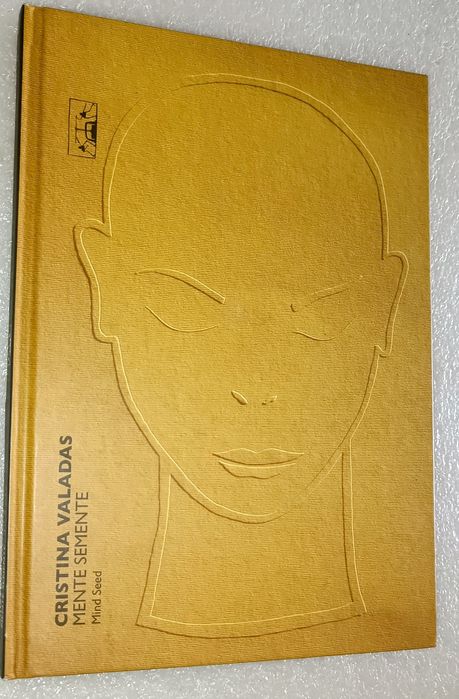 CRISTINA VALADAS
MENTE SEMENTE
Mind Seed